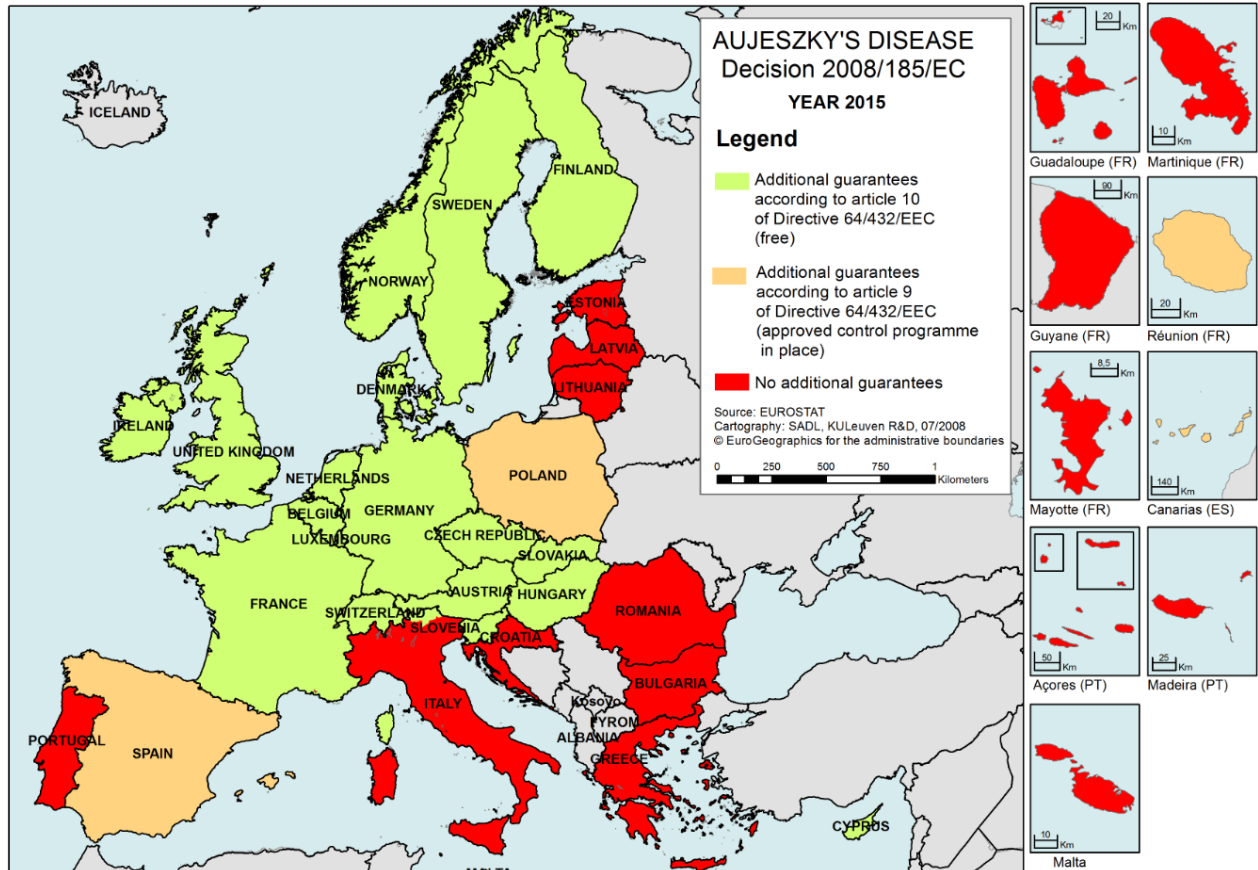 AUJESZKY'S DISEASE
Decision 2008/185/EC
YEAR 2015
Legend
Additional guarantees
according to article 10
of Directive 64/432/EEC
(free)
Additional guarantees
according to article 9
of Directive 64/432/EEC
(approved control programme
in place)
No additional guarantees
Source: EUROSTAT
Cartography: SADL, KULeuven R&D, 07/2008
© EuroGeographics for the administrative boundaries
0 250 500 750 1
Kilometers
ICELAND
FINLAND
SWEDEN
NORWAY
ESTONIA
LATVIA
LITHUANIA
DENMARK
IRELAND
UNITED KINGDOM
NETHERLANDS
POLAND
BELGIUM
GERMANY
LUXEMBOURG
CZECH REPUBLIC
SLOVAKIA
AUSTRIA
HUNGARY
FRANCE
SWITZERLAND
SLOVENIA
ROMANIA
CROATIA
BULGARIA
ITALY
Kosovo
FYROM
ALBANIA
GREECE
PORTUGAL
SPAIN
CYPRUS
MALTA
20
Km
Guadaloupe (FR)
10
Km
Martinique (FR)
90
Km
Guyane (FR)
20
Km
Réunion (FR)
8,5
Km
Mayotte (FR)
140
Km
Canarias (ES)
50
Km
Açores (PT)
25
Km
Madeira (PT)
10
Km
Malta